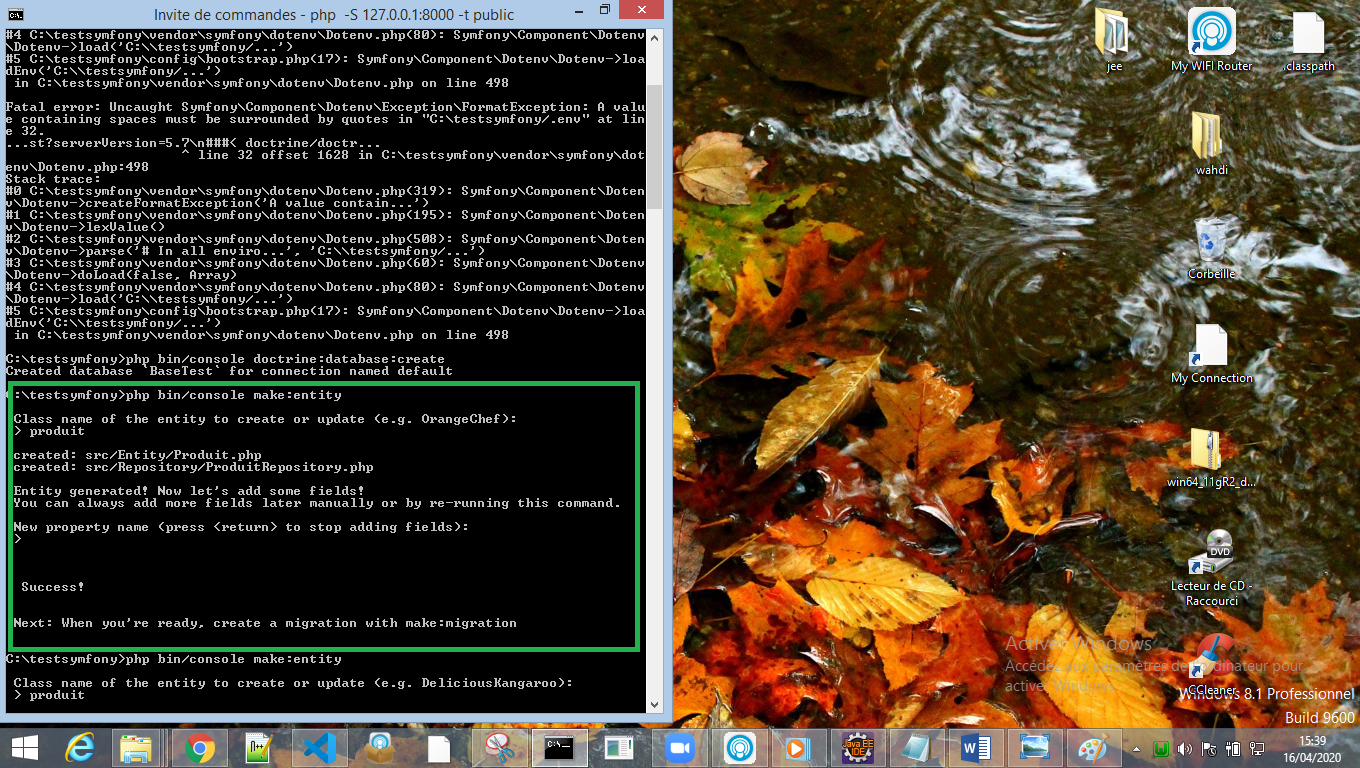 Invite de commandes - php -S 127.0.0.1:8000 -t public
#4 C:\testsymfony\vendor\symfony\dotenv\Dotenv.php(80): Symfony\Component\Dotenv
\Dotenv->load('C:\\testsymfony/...')
#5 C:\testsymfony\config\bootstrap.php(17): Symfony\Component\Dotenv\Dotenv->loa
dEnv('C:\\testsymfony/...')
 in C:\testsymfony\vendor\symfony\dotenv\Dotenv.php on line 498
Fatal error: Uncaught Symfony\Component\Dotenv\Exception\FormatException: A valu
e containing spaces must be surrounded by quotes in "C:\testsymfony/.env" at lin
e 32.
...st?serverVersion=5.7\n###< doctrine/doctr...
^ line 32 offset 1628 in C:\testsymfony\vendor\symfony\dot
env\Dotenv.php:498
Stack trace:
#0 C:\testsymfony\vendor\symfony\dotenv\Dotenv.php(319): Symfony\Component\Doten
v\Dotenv->createFormatException('A value contain...')
#1 C:\testsymfony\vendor\symfony\dotenv\Dotenv.php(195): Symfony\Component\Doten
v\Dotenv->lexValue()
#2 C:\testsymfony\vendor\symfony\dotenv\Dotenv.php(508): Symfony\Component\Doten
v\Dotenv->parse('# In all enviro...', 'C:\\testsymfony/...')
#3 C:\testsymfony\vendor\symfony\dotenv\Dotenv.php(60): Symfony\Component\Dotenv
\Dotenv->doLoad(false, Array)
#4 C:\testsymfony\vendor\symfony\dotenv\Dotenv.php(80): Symfony\Component\Dotenv
\Dotenv->load('C:\\testsymfony/...')
#5 C:\testsymfony\config\bootstrap.php(17): Symfony\Component\Dotenv\Dotenv->loa
dEnv('C:\\testsymfony/...')
 in C:\testsymfony\vendor\symfony\dotenv\Dotenv.php on line 498
C:\testsymfony>php bin/console doctrine:database:create
Created database `BaseTest` for connection named default
C:\testsymfony>php bin/console make:entity
Class name of the entity to create or update (e.g. OrangeChef):
> produit
created: src/Entity/Produit.php
created: src/Repository/ProduitRepository.php
Entity generated! Now let's add some fields!
You can always add more fields later manually or by re-running this command.
New property name (press <return> to stop adding fields):
>
Success!
Next: When you're ready, create a migration with make:migration
C:\testsymfony>php bin/console make:entity
Class name of the entity to create or update (e.g. DeliciousKangaroo):
> produit
jee
My WIFI Router
.classpath
wahdi
Corbeille
My Connection
win64_11gR2_d...
DVD
Lecteur de CD -
Raccourci
CCleaner
Activer Windows
Accédez aux paramètres de l'ordinateur pour
activer Windows.
Windows 8.1 Professionnel
Build 9600
Java EE
IDE
15:39
16/04/2020